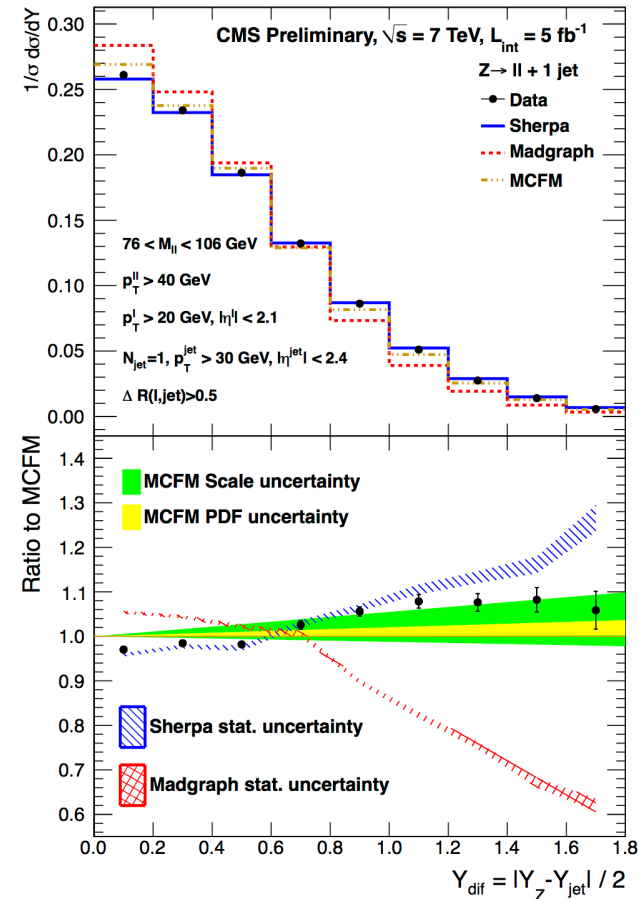 CMS Preliminary, √s = 7 TeV, L_int = 5 fb⁻¹
Z→ ll + 1 jet
Data
Sherpa
Madgraph
MCFM
1/σ dσ/dY
0.30
0.25
0.20
0.15
0.10
0.05
0.00
76 < M_ll < 106 GeV
p_T^ll > 40 GeV
p_T^l > 20 GeV, |η^l| < 2.1
N_jet=1, p_T^jet > 30 GeV, |η^jet| < 2.4
Δ R(l,jet)>0.5
Ratio to MCFM
1.4
1.3
1.2
1.1
1.0
0.9
0.8
0.7
0.6
MCFM Scale uncertainty
MCFM PDF uncertainty
Sherpa stat. uncertainty
Madgraph stat. uncertainty
0.0 0.2 0.4 0.6 0.8 1.0 1.2 1.4 1.6 1.8
Y_dif = |Y_Z-Y_jet| / 2